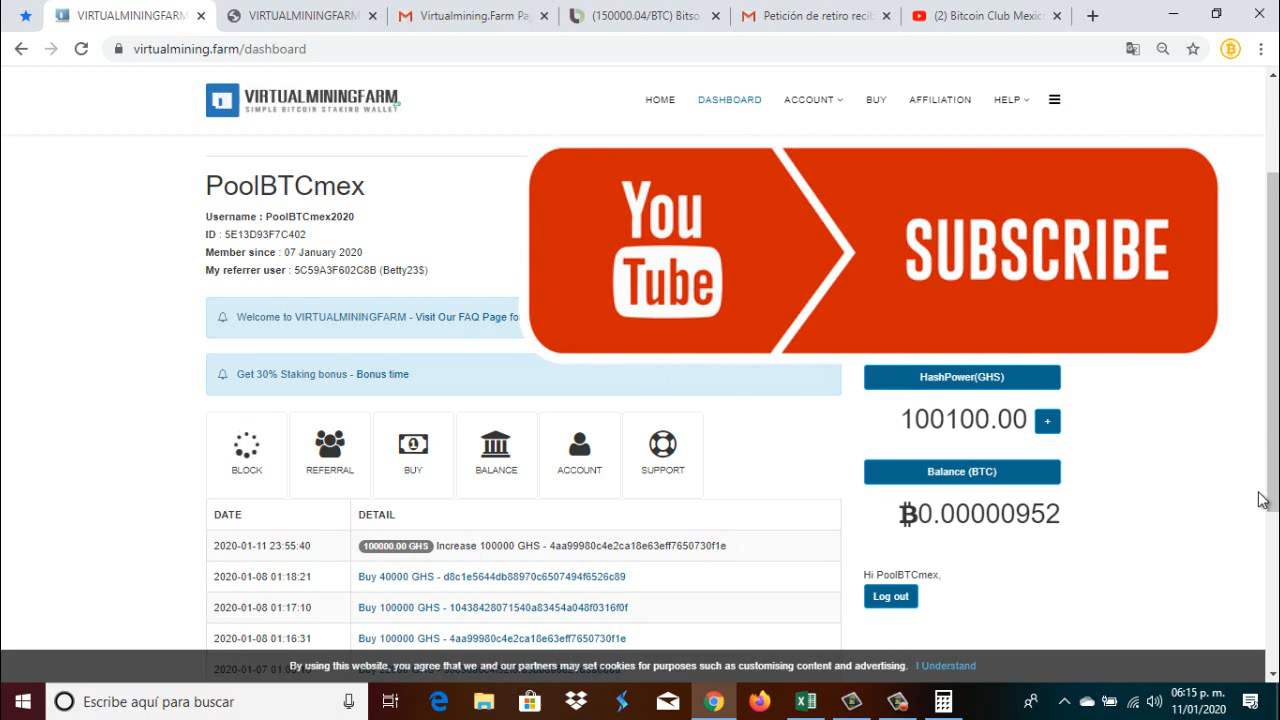 VIRTUALMININGFARM Pa
VIRTUALMININGFARM
Virtualmining.Farm Pay
(150000.04/BTC) Bitso
Petición de retiro recib
(2) Bitcoin Club Mexico
virtualmining.farm/dashboard
VIRTUALMININGFARM
SIMPLE BITCOIN STAKING WALLET
HOME
DASHBOARD
ACCOUNT
BUY
AFFILIATION
HELP
PoolBTCmex
Username : PoolBTCmex2020
ID : 5E13D93F7C402
Member since : 07 January 2020
My referrer user : 5C59A3F602C8B (Betty23$)
You
Tube
SUBSCRIBE
Welcome to VIRTUALMININGFARM - Visit Our FAQ Page fo
Get 30% Staking bonus - Bonus time
HashPower(GHS)
100100.00 +
Balance (BTC)
₿0.00000952
Hi PoolBTCmex,
Log out
BLOCK
REFERRAL
BUY
BALANCE
ACCOUNT
SUPPORT
DATE DETAIL
2020-01-11 23:55:40 100000.00 GHS Increase 100000 GHS - 4aa99980c4e2ca18e63eff7650730f1e
2020-01-08 01:18:21 Buy 40000 GHS - d8c1e5644db88970c6507494f6526c89
2020-01-08 01:17:10 Buy 100000 GHS - 10438428071540a83454a048f0316f0f
2020-01-08 01:16:31 Buy 100000 GHS - 4aa99980c4e2ca18e63eff7650730f1e
2020-01-07
By using this website, you agree that we and our partners may set cookies for purposes such as customising content and advertising. I Understand
Escribe aquí para buscar
06:15 p. m.
11/01/2020